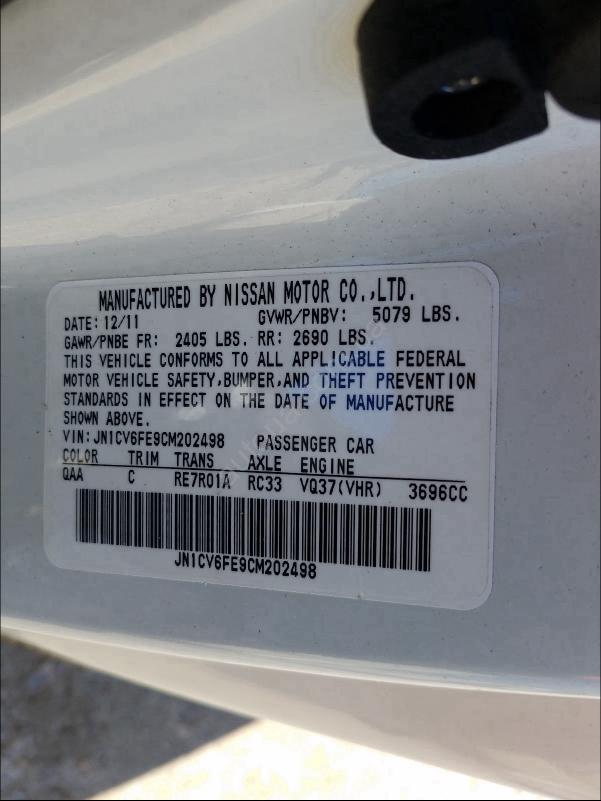 MANUFACTURED BY NISSAN MOTOR CO.,LTD.
DATE: 12/11 GVWR/PNBV: 5079 LBS.
GAWR/PNBE FR: 2405 LBS. RR: 2690 LBS.
THIS VEHICLE CONFORMS TO ALL APPLICABLE FEDERAL
MOTOR VEHICLE SAFETY,BUMPER,AND THEFT PREVENTION
STANDARDS IN EFFECT ON THE DATE OF MANUFACTURE
SHOWN ABOVE.
VIN: JN1CV6FE9CM202498 PASSENGER CAR
COLOR TRIM TRANS AXLE ENGINE
QAA C RE7R01A RC33 VQ37(VHR) 3696CC
JN1CV6FE9CM202498